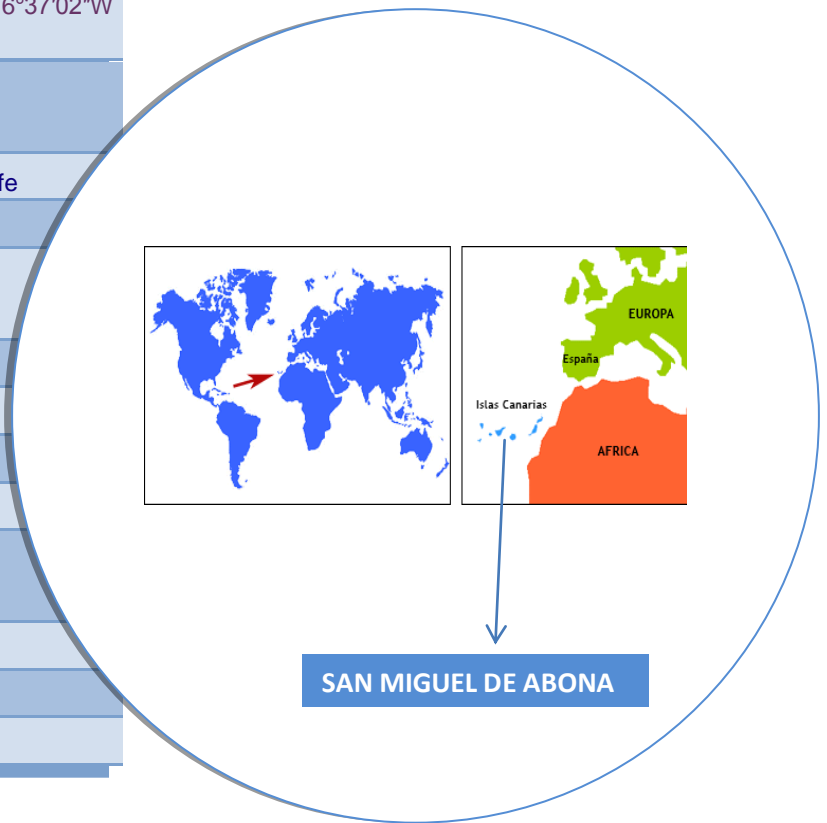 6°37′02″W
fe
EUROPA
España
Islas Canarias
AFRICA
SAN MIGUEL DE ABONA